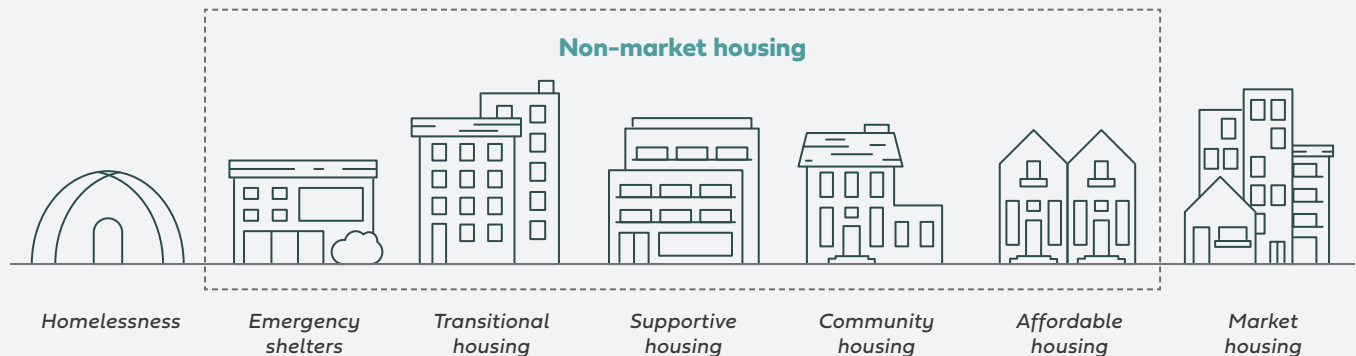 Non-market housing
Homelessness
Emergency
shelters
Transitional
housing
Supportive
housing
Community
housing
Affordable
housing
Market
housing